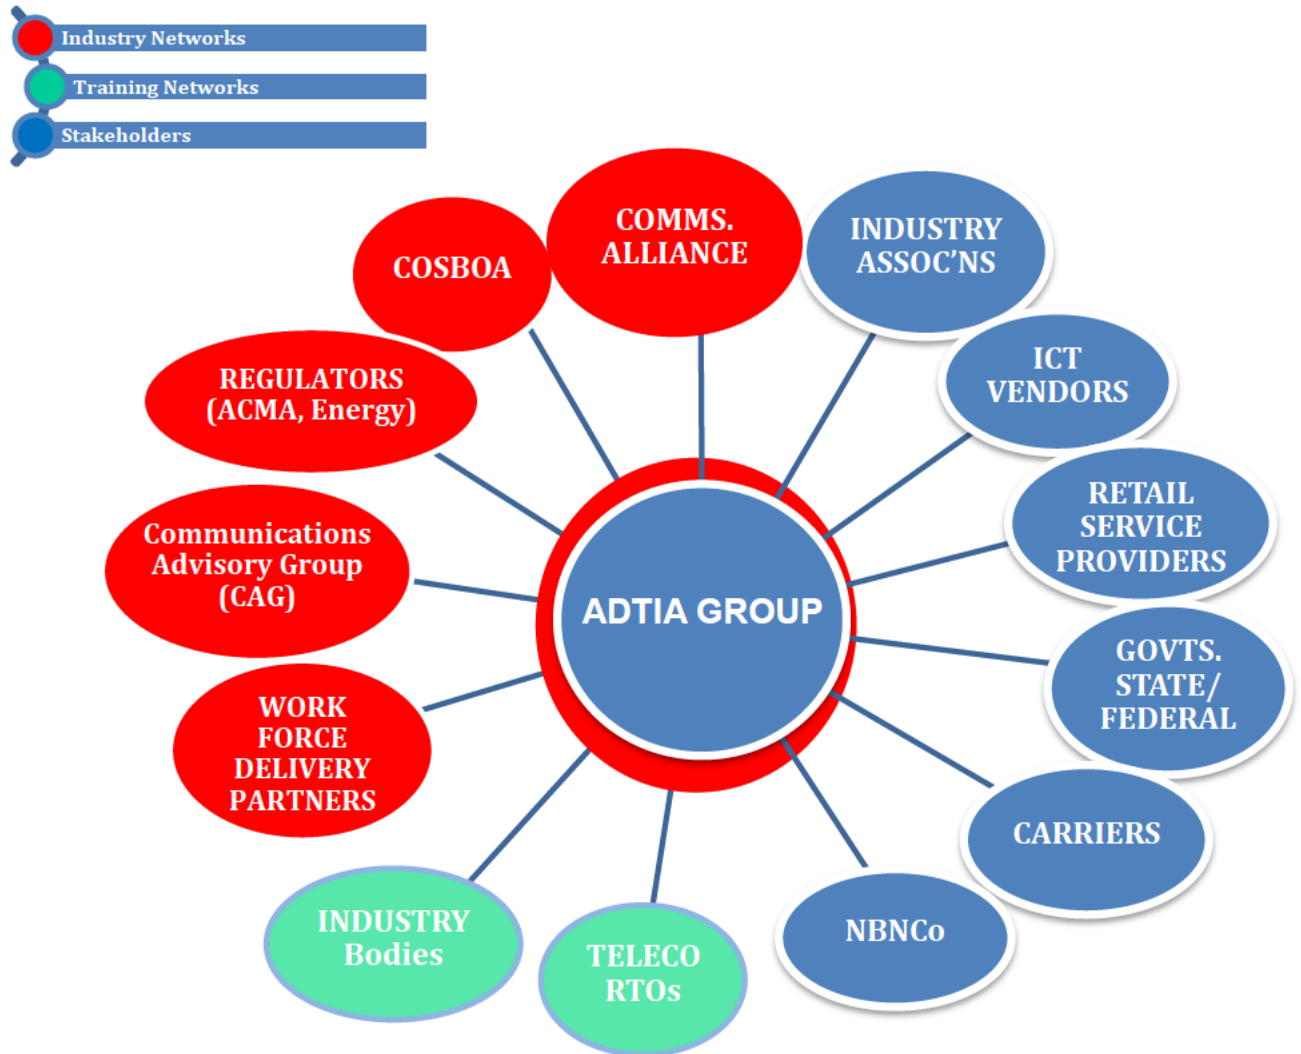 Industry Networks
Training Networks
Stakeholders
COMMS.
ALLIANCE
INDUSTRY
ASSOC'NS
COSBOA
ICT
VENDORS
REGULATORS
(ACMA, Energy)
RETAIL
SERVICE
PROVIDERS
Communications
Advisory Group
(CAG)
ADTIA GROUP
GOVTS.
STATE/
FEDERAL
WORK
FORCE
DELIVERY
PARTNERS
CARRIERS
INDUSTRY
Bodies
TELECO
RTOs
NBNCo